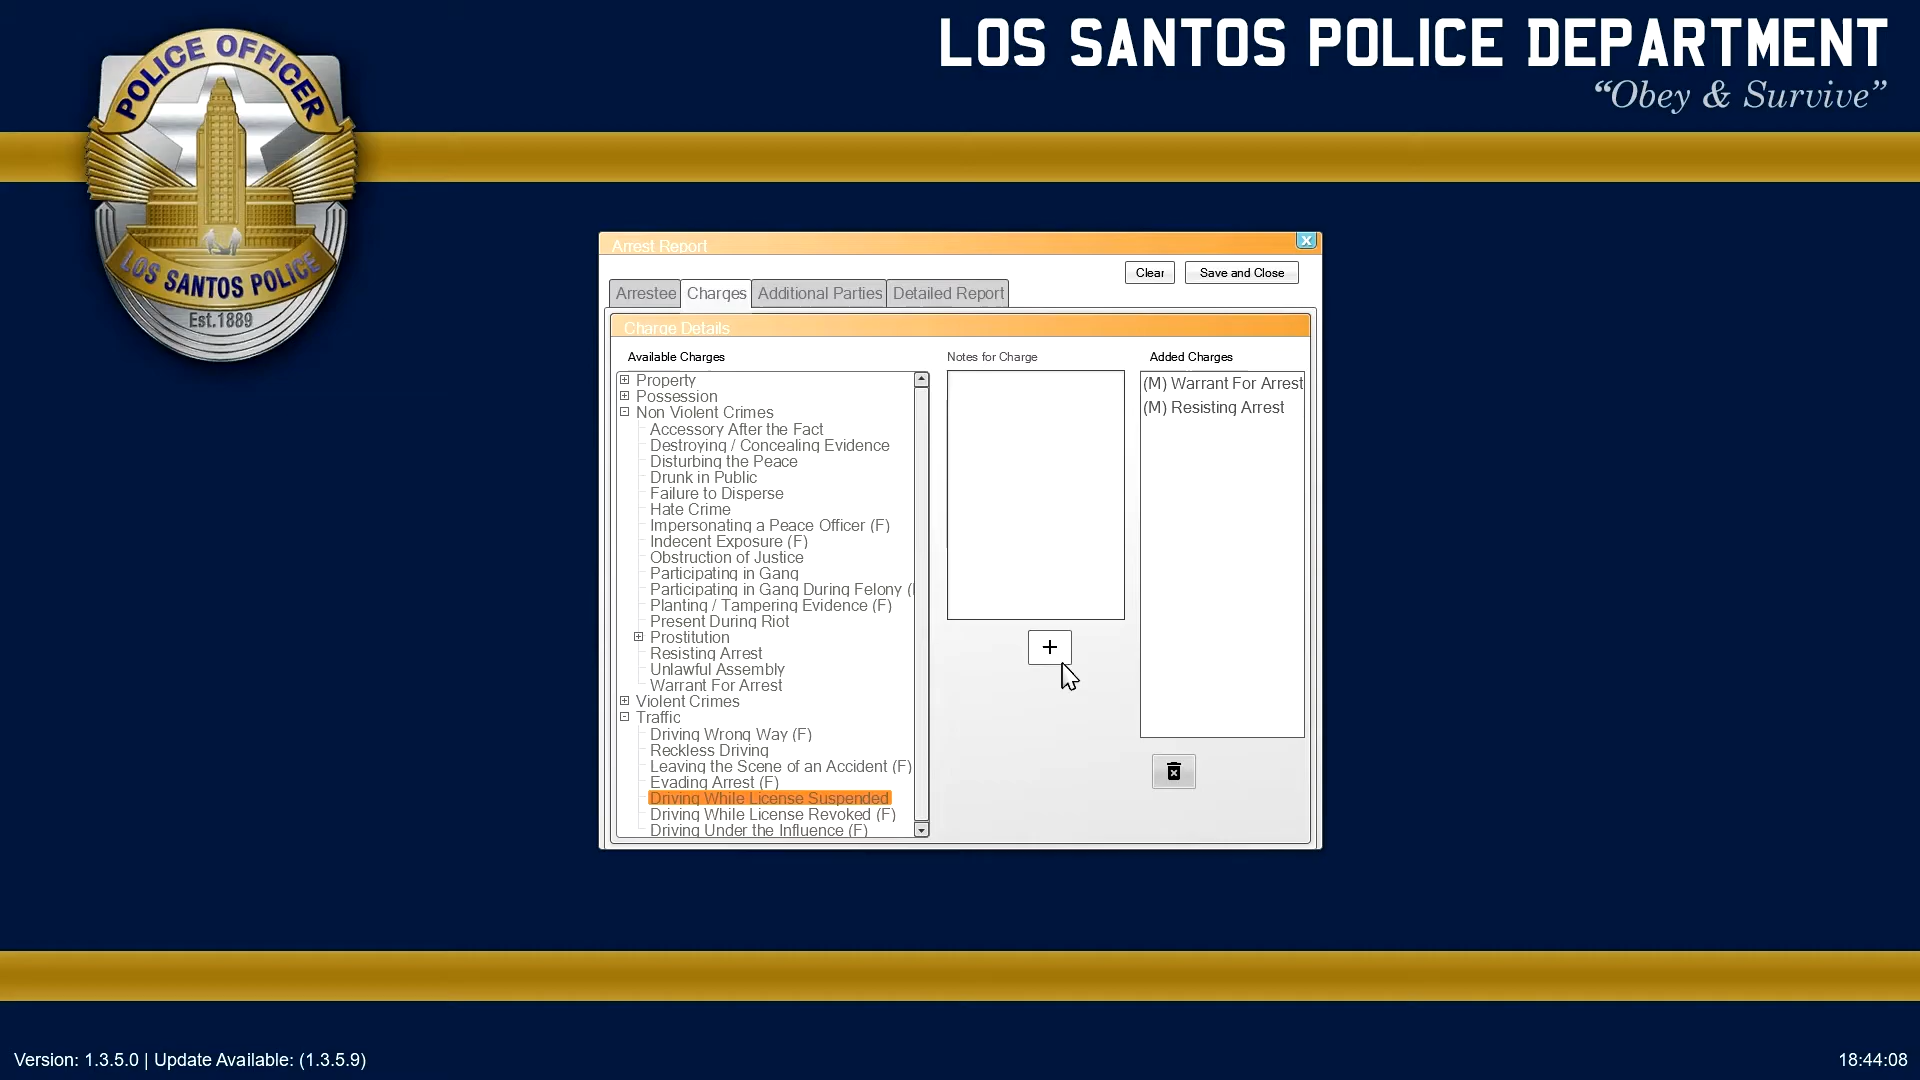 POLICE OFFICER
LOS SANTOS POLICE
Est.1889
LOS SANTOS POLICE DEPARTMENT
“Obey & Survive”
Arrest Report
x
Clear
Save and Close
Arrestee
Charges
Additional Parties
Detailed Report
Charge Details
Available Charges
Property
Possession
Non Violent Crimes
Accessory After the Fact
Destroying / Concealing Evidence
Disturbing the Peace
Drunk in Public
Failure to Disperse
Hate Crime
Impersonating a Peace Officer (F)
Indecent Exposure (F)
Obstruction of Justice
Participating in Gang
Participating in Gang During Felony (
Planting / Tampering Evidence (F)
Present During Riot
Prostitution
Resisting Arrest
Unlawful Assembly
Warrant For Arrest
Violent Crimes
Traffic
Driving Wrong Way (F)
Reckless Driving
Leaving the Scene of an Accident (F)
Evading Arrest (F)
Driving While License Suspended
Driving While License Revoked (F)
Driving Under the Influence (F)
Notes for Charge
+
Added Charges
(M) Warrant For Arrest
(M) Resisting Arrest
Version: 1.3.5.0 | Update Available: (1.3.5.9)
18:44:08